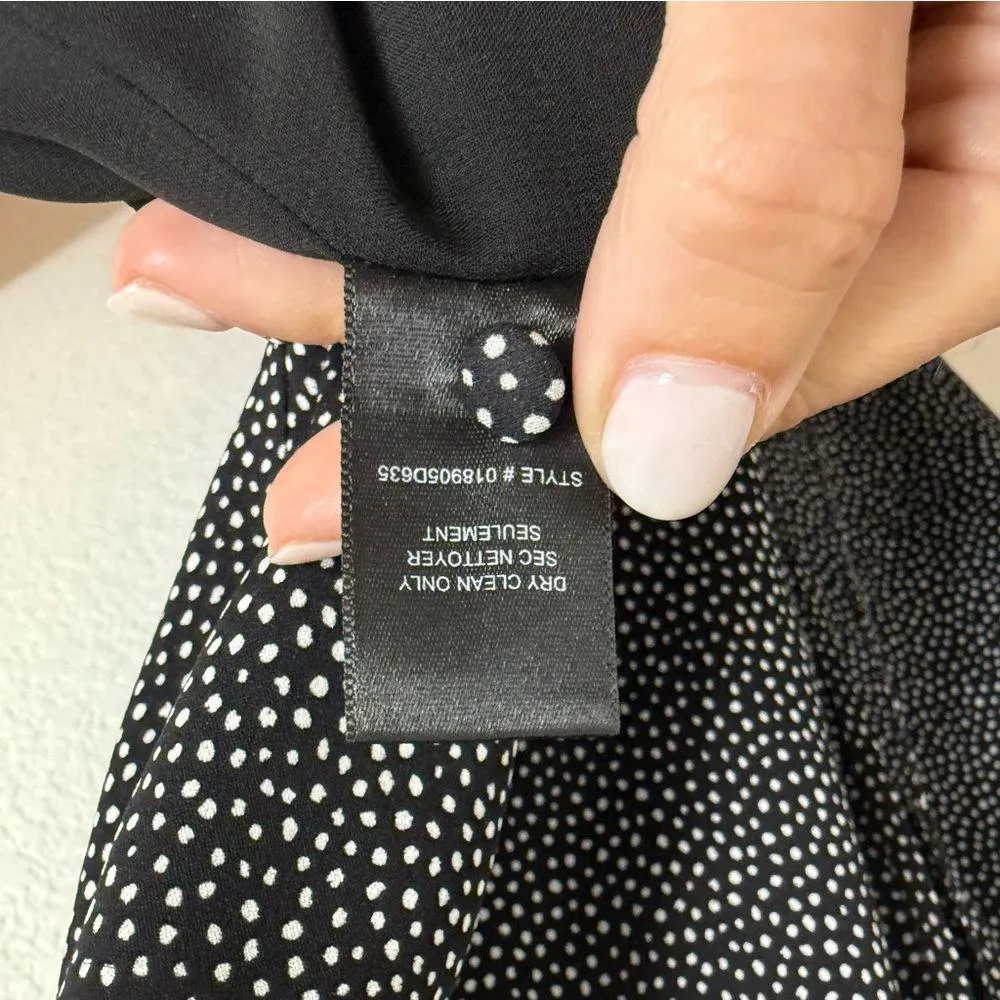 DRY CLEAN ONLY
SEC NETTOYER
SEULEMENT
STYLE # 018905D635